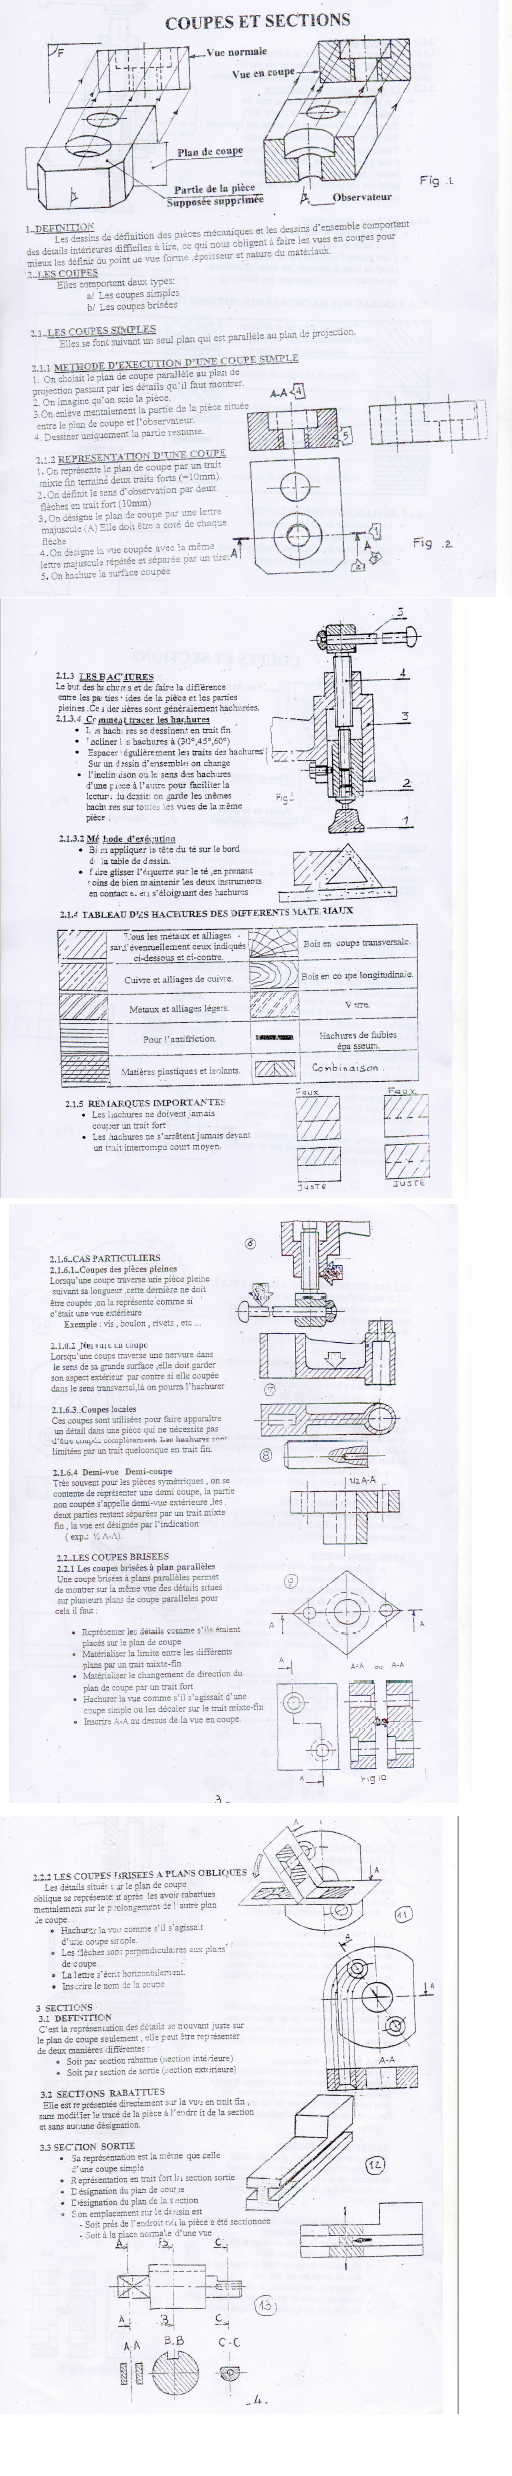 COUPES ET SECTIONS
F
Vue normale
Vue en coupe
Plan de coupe
Partie de la pièce
Supposée supprimée
Observateur
Fig .1.
1..DEFINITION
Les dessins de définition des pièces mécaniques et les dessins d'ensemble comportent
des détails intérieures difficiles à lire, ce qui nous obligent à faire les vues en coupes pour
mieux les définir du point de vue forme ,épaisseur et nature du matériaux.
2..LES COUPES
Elles comportent deux types:
a/ Les coupes simples
b/ Les coupes brisées
2.1..LES COUPES SIMPLES
Elles se font suivant un seul plan qui est parallèle au plan de projection.
2.1.1 METHODE D'EXECUTION D'UNE COUPE SIMPLE
1. On choisit le plan de coupe parallèle au plan de
projection passant par les détails qu'il faut montrer.
2. On imagine qu'on scie la pièce.
3.On enlève mentalement la partie de la pièce située
entre le plan de coupe et l'observateur.
4. Dessiner uniquement la partie restante.
A-A
4
5
2.1.2 REPRESENTATION D'UNE COUPE
1. On représente le plan de coupe par un trait
mixte fin terminé deux traits forts (=10mm).
2. On définit le sens d'observation par deux
flèches en trait fort (10mm)
3. On désigne le plan de coupe par une lettre
majuscule (A) Elle doit être a coté de chaque
flèche
4. On désigne la vue coupée avec la même
lettre majuscule répétée et séparée par un tiret
5. On hachure la surface coupée
A
A
1
Fig .2
2.1.3 LES HACHURES
Le but des hachures et de faire la différence
entre les parties vides de la pièce et les parties
pleines .Ces dernières sont généralement hachurées.
2.1.3.4 Comment tracer les hachures
• Les hachures se dessinent en trait fin
• Incliner les hachures à (30°,45°,60°)
• Espacer régulièrement les traits des hachures
Sur un dessin d'ensemble on change
• l'inclinaison ou le sens des hachures
d'une pièce à l'autre pour faciliter la
lecture du dessin on garde les mêmes
hachures sur toutes les vues de la même
pièce .
5
4
3
2
1
2.1.3.2 Méthode d'exécution
• Bien appliquer la tête du té sur le bord
de la table de dessin.
• faire glisser l'équerre sur le té ,en prenant
soins de bien maintenir les deux instruments
en contact s'éloignant des hachures
2.1.4 TABLEAU DES HACHURES DES DIFFERENTS MATERIAUX
Tous les métaux et alliages
sauf éventuellement ceux indiqués
ci-dessous et ci-contre.
Bois en coupe transversale.
Cuivre et alliages de cuivre.
Bois en coupe longitudinale.
Métaux et alliages légers.
Verre.
Pour l'antifriction.
Hachures de faibles
épaisseurs.
Matières plastiques et isolants.
Combinaison .
2.1.5 REMARQUES IMPORTANTES
• Les hachures ne doivent jamais
couper un trait fort
• Les hachures ne s'arrêtent jamais devant
un trait interrompu court moyen.
Faux
Faux
JUSTE
JUSTE
2.1.6..CAS PARTICULIERS
2.1.6.1..Coupes des pièces pleines
Lorsqu'une coupe traverse une pièce pleine
suivant sa longueur ,cette dernière ne doit
être coupée ,on la représente comme si
c'était une vue extérieure
Exemple : vis , boulon , rivets , etc ...
6
2.1.6.2 .Nervure en coupe
Lorsqu'une coupe traverse une nervure dans
le sens de sa grande surface ,elle doit garder
son aspect extérieur par contre si elle coupée
dans le sens transversal,là on pourra l'hachurer
7
2.1.6.3..Coupes locales
Ces coupes sont utilisées pour faire apparaître
un détail dans une pièce qui ne nécessite pas
d'être coupée complètement. Les hachures sont
limitées par un trait quelconque en trait fin.
8
2.1.6.4 Demi-vue Demi-coupe
Très souvent pour les pièces symétriques , on se
contente de représenter une demi coupe, la partie
non coupée s'appelle demi-vue extérieure ,les
deux parties restent séparées par un trait mixte
fin , la vue est désignée par l'indication
( exp.: ½ A-A).
1/2 A-A
9
A
A
2.2..LES COUPES BRISEES
2.2.1 Les coupes brisées à plan parallèles
Une coupe brisées à plans parallèles permet
de montrer sur la même vue des détails situés
sur plusieurs plans de coupe parallèles pour
cela il faut :
• Représenter les détails comme s'ils étaient
placés sur le plan de coupe
• Matérialiser la limite entre les différents
plans par un trait mixte-fin
• Matérialiser le changement de direction du
plan de coupe par un trait fort
• Hachurer la vue comme s'il s'agissait d'une
coupe simple ou les décaler sur le trait mixte-fin
• Inscrire A-A au dessus de la vue en coupe.
A
A-A ou A-A
A
Fig 10
3 -
2.2.2 LES COUPES BRISEES A PLANS OBLIQUES
Les détails situés sur le plan de coupe
oblique se représentent après les avoir rabattues
mentalement sur le prolongement de l'autre plan
de coupe
• Hachurer la vue comme s'il s'agissait
d'une coupe simple.
• Les flèches sont perpendiculaires aux plans
de coupe .
• La lettre s'écrit horizontalement.
• Inscrire le nom de la coupe
A
A
11
A
A
A-A
3 SECTIONS
3.1 DEFINITION
C'est la représentation des détails se trouvant juste sur
le plan de coupe seulement , elle peut être représenter
de deux manières différentes :
• Soit par section rabattue (section intérieure)
• Soit par section de sortie (section extérieure)
3.2 SECTIONS RABATTUES
Elle est représentée directement sur la vue en trait fin ,
sans modifier le tracé de la pièce à l'endroit de la section
et sans aucune désignation.
3.3 SECTION SORTIE
• Sa représentation est la même que celle
d'une coupe simple
• Représentation en trait fort la section sortie
• Désignation du plan de coupe
• Désignation du plan de la section
• Son emplacement sur le dessin est
- Soit près de l'endroit où la pièce a été sectionnée
- Soit à la place normale d'une vue
12
A
B
C
13
A
B
C
A A
B.B
C-C
- 4 -